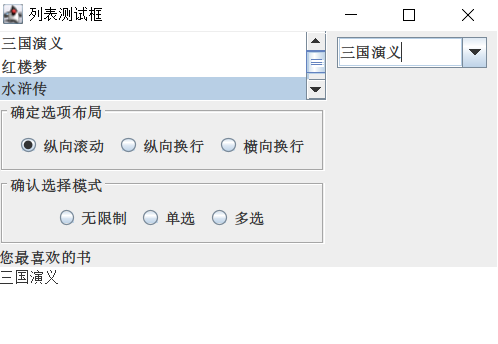 列表测试框
三国演义
三国演义
红楼梦
水浒传
确定选项布局
纵向滚动 纵向换行 横向换行
确认选择模式
无限制 单选 多选
您最喜欢的书
三国演义